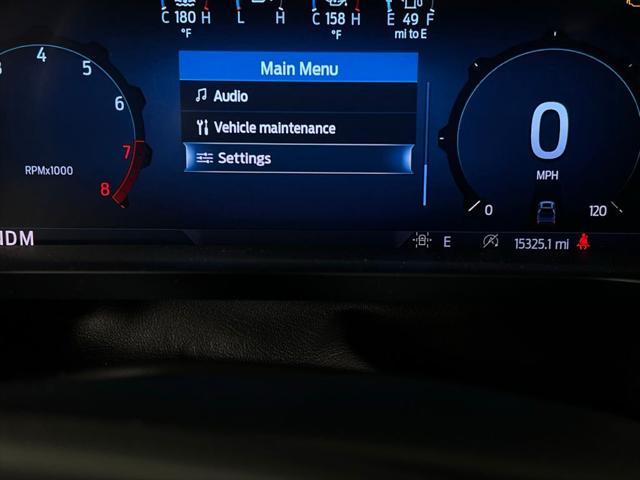 C 180 H L H C 158 H E 49 F
°F °F mi to E
Main Menu
Audio
Vehicle maintenance
Settings
4
5
6
7
8
RPMx1000
0
MPH
0 120
E 15325.1 mi